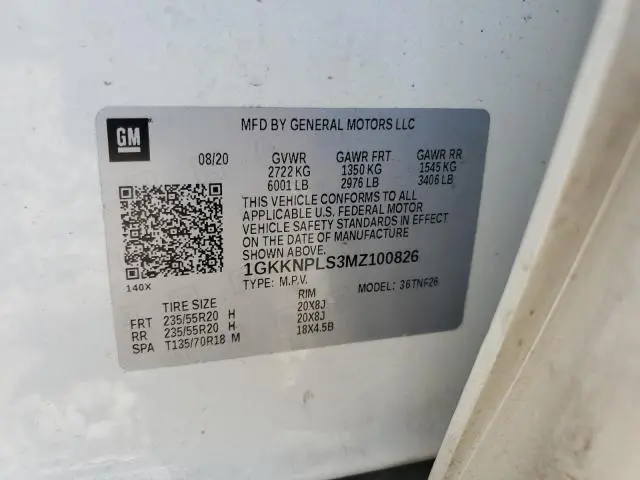 GM
MFD BY GENERAL MOTORS LLC
08/20 GVWR GAWR FRT GAWR RR
2722 KG 1350 KG 1545 KG
6001 LB 2976 LB 3406 LB
THIS VEHICLE CONFORMS TO ALL
APPLICABLE U.S. FEDERAL MOTOR
VEHICLE SAFETY STANDARDS IN EFFECT
ON THE DATE OF MANUFACTURE
SHOWN ABOVE.
1GKKNPLS3MZ100826
140X
TYPE: M.P.V. MODEL: 36TNF26
TIRE SIZE RIM
FRT 235/55R20 H 20X8J
RR 235/55R20 H 20X8J
SPA T135/70R18 M 18X4.5B